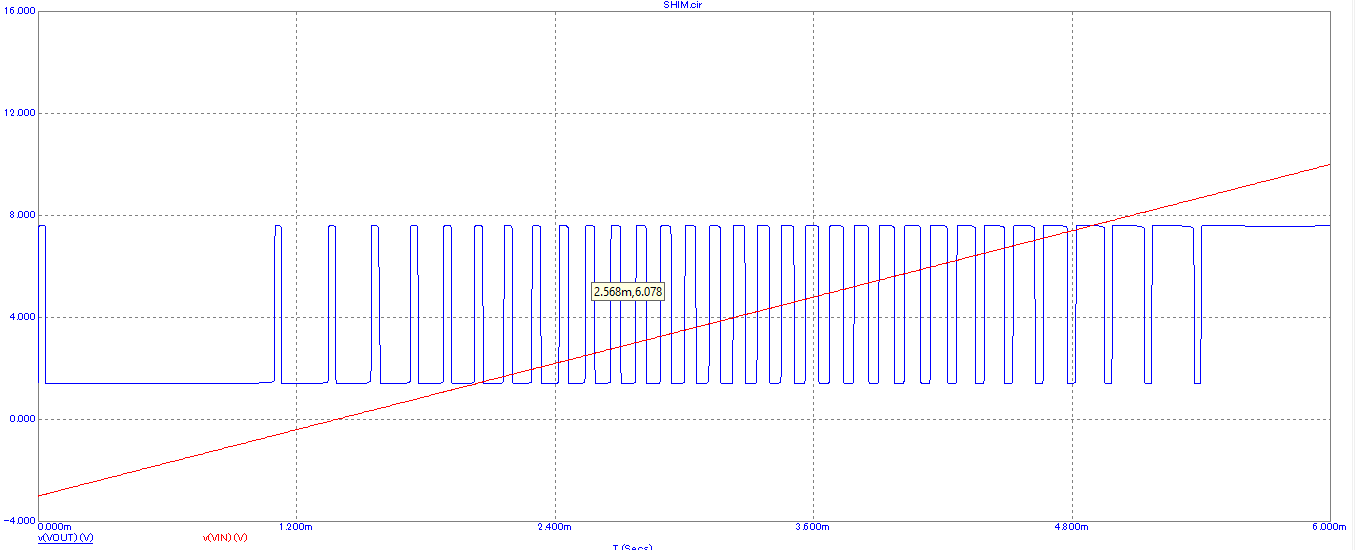 SHIM.cir
16.000
12.000
8.000
2.568m,6.078
4.000
0.000
-4.000
0.000m 1.200m 2.400m 3.600m 4.800m 6.000m
v(VOUT) (V) v(VIN) (V)
T (Secs)